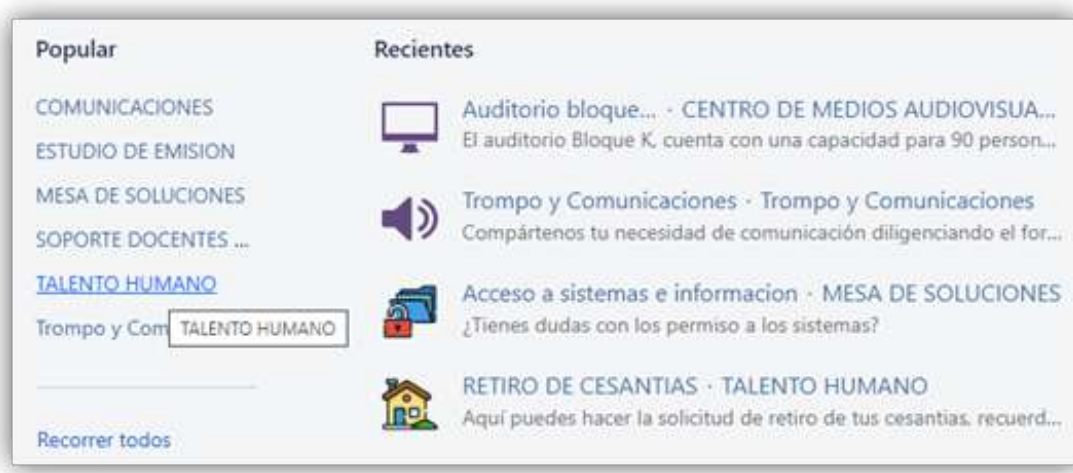 Popular
COMUNICACIONES
ESTUDIO DE EMISION
MESA DE SOLUCIONES
SOPORTE DOCENTES ...
TALENTO HUMANO
Trompo y Com
TALENTO HUMANO
Recorrer todos
Recientes
Auditorio bloque... · CENTRO DE MEDIOS AUDIOVISUA...
El auditorio Bloque K, cuenta con una capacidad para 90 person...
Trompo y Comunicaciones · Trompo y Comunicaciones
Compártenos tu necesidad de comunicación diligenciando el for...
Acceso a sistemas e informacion · MESA DE SOLUCIONES
¿Tienes dudas con los permiso a los sistemas?
RETIRO DE CESANTIAS · TALENTO HUMANO
Aquí puedes hacer la solicitud de retiro de tus cesantias, recuerd...